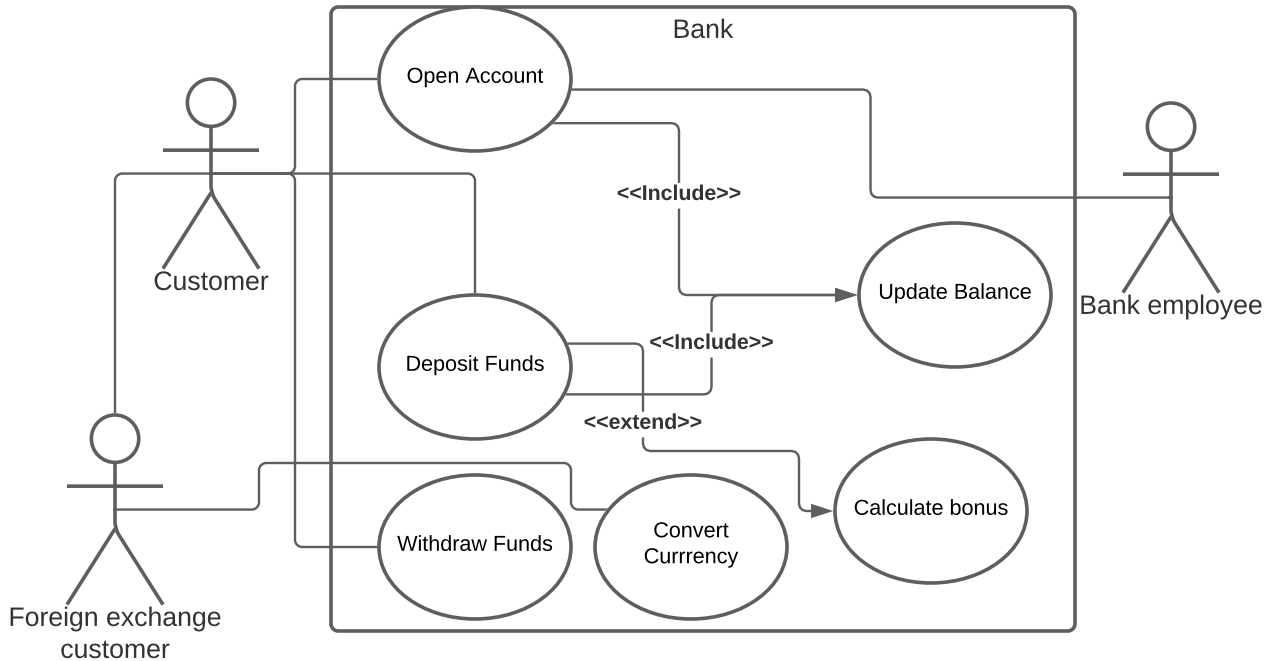 Bank
Open Account
<<Include>>
Customer
Update Balance
Bank employee
<<Include>>
Deposit Funds
<<extend>>
Calculate bonus
Withdraw Funds
Convert
Currrency
Foreign exchange
customer